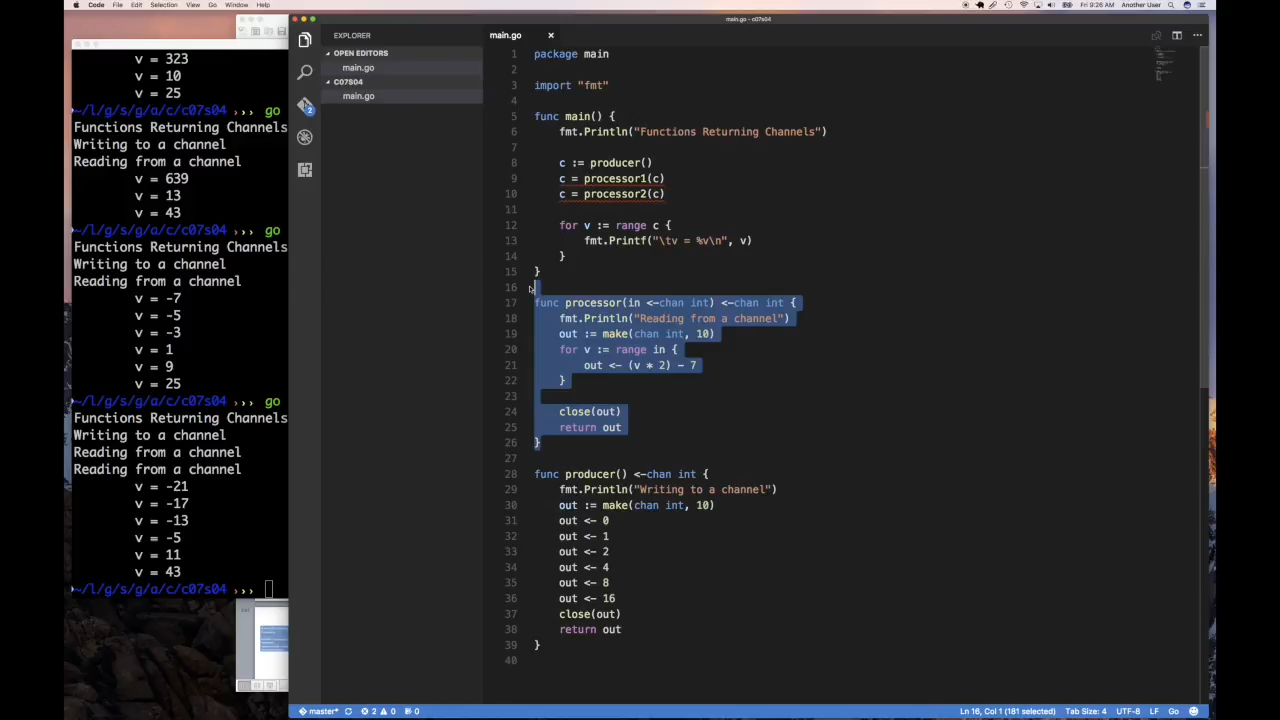 Code File Edit Selection View Go Window Help
Fri 9:26 AM Another User
main.go - c07s04
v = 323
v = 10
v = 25
~/l/g/s/g/a/c/c07s04 ››› go
Functions Returning Channels
Writing to a channel
Reading from a channel
v = 639
v = 13
v = 43
~/l/g/s/g/a/c/c07s04 ››› go
Functions Returning Channels
Writing to a channel
Reading from a channel
v = -7
v = -5
v = -3
v = 1
v = 9
v = 25
~/l/g/s/g/a/c/c07s04 ››› go
Functions Returning Channels
Writing to a channel
Reading from a channel
Reading from a channel
v = -21
v = -17
v = -13
v = -5
v = 11
v = 43
~/l/g/s/g/a/c/c07s04 ›››
EXPLORER
OPEN EDITORS
main.go
C07S04
main.go
2
main.go
1 package main
2
3 import "fmt"
4
5 func main() {
6 fmt.Println("Functions Returning Channels")
7
8 c := producer()
9 c = processor1(c)
10 c = processor2(c)
11
12 for v := range c {
13 fmt.Printf("\tv = %v\n", v)
14 }
15 }
16
17 func processor(in <-chan int) <-chan int {
18 fmt.Println("Reading from a channel")
19 out := make(chan int, 10)
20 for v := range in {
21 out <- (v * 2) - 7
22 }
23
24 close(out)
25 return out
26 }
27
28 func producer() <-chan int {
29 fmt.Println("Writing to a channel")
30 out := make(chan int, 10)
31 out <- 0
32 out <- 1
33 out <- 2
34 out <- 4
35 out <- 8
36 out <- 16
37 close(out)
38 return out
39 }
40
master* 2 0 0
Ln 16, Col 1 (181 selected) Tab Size: 4 UTF-8 LF Go